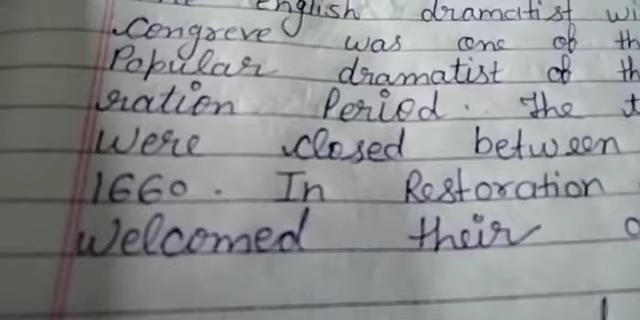 English dramatist
Congreve was one of
Popular dramatist of
ration Period. The
Were closed between
1660. In Restoration
Welcomed their